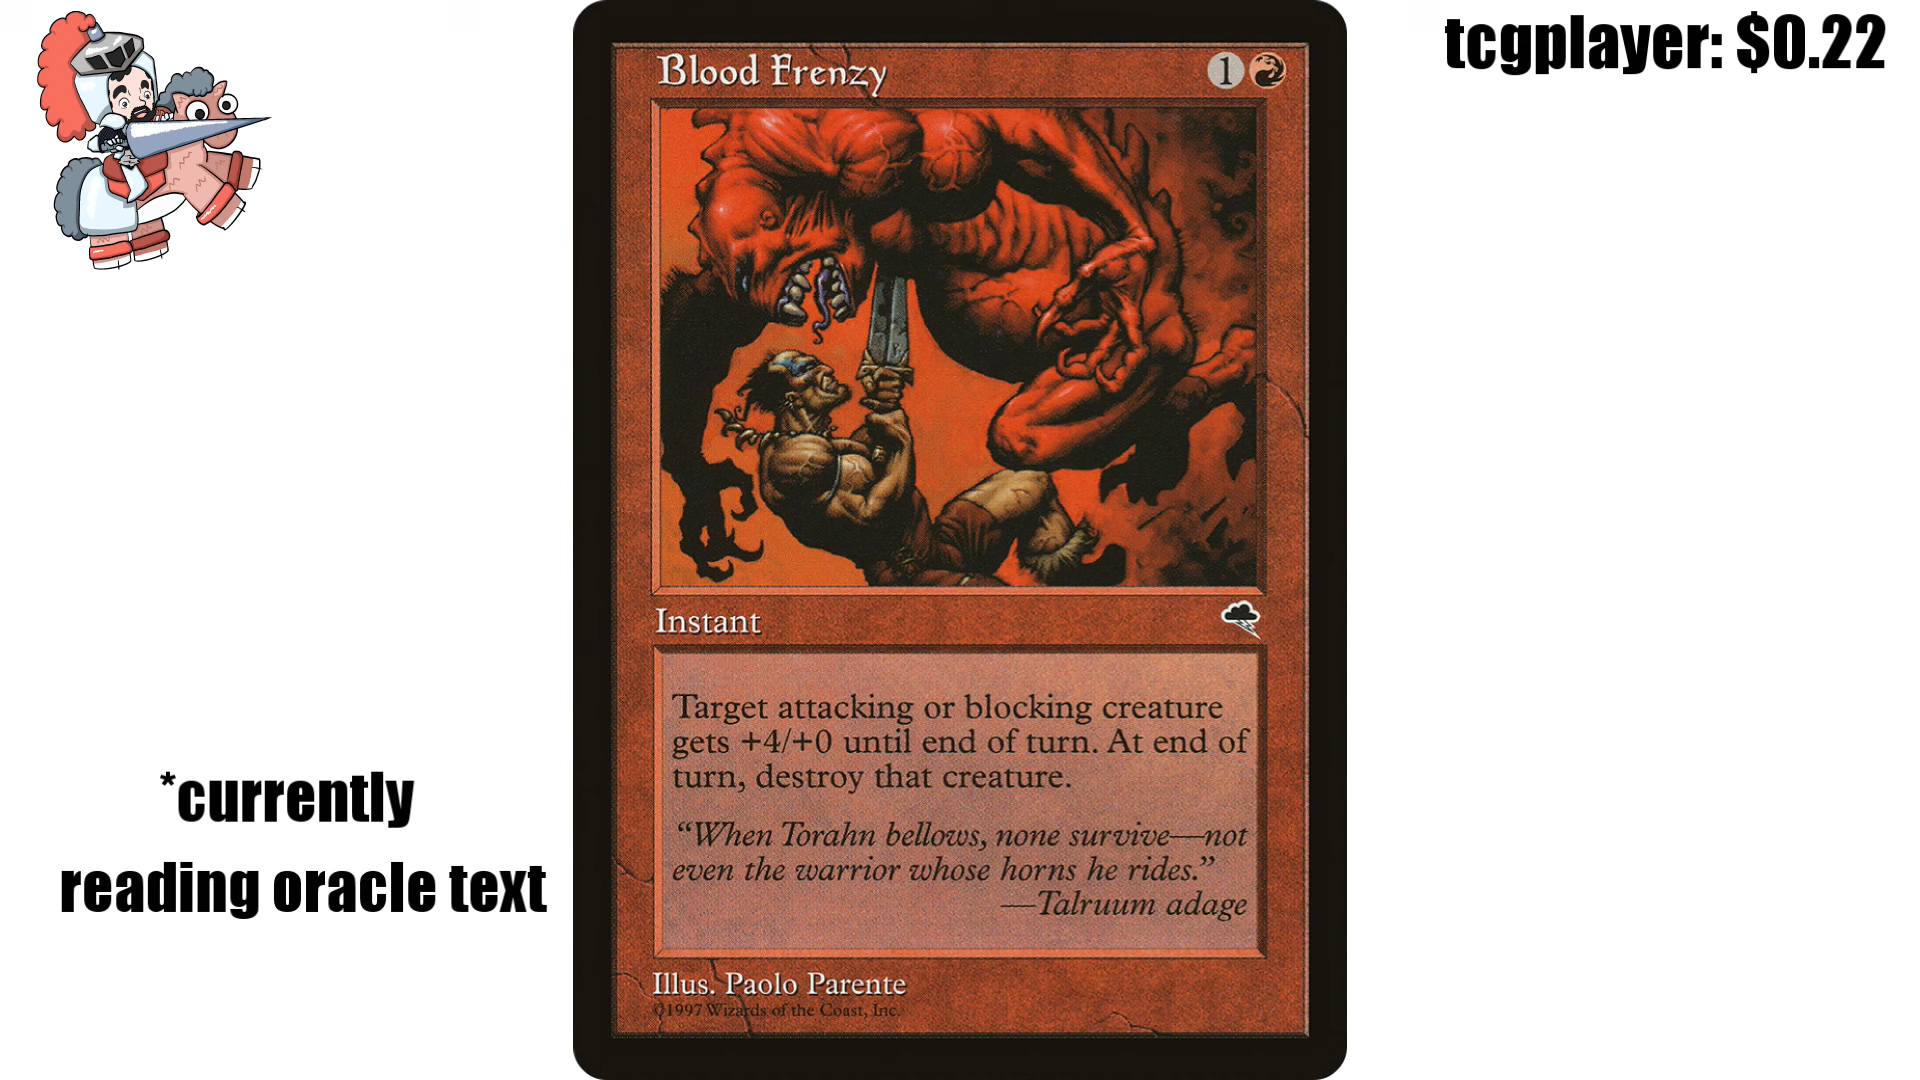 tcgplayer: $0.22
Blood Frenzy
1
Instant
Target attacking or blocking creature
gets +4/+0 until end of turn. At end of
turn, destroy that creature.
“When Torahn bellows, none survive—not
even the warrior whose horns he rides.”
—Talruum adage
Illus. Paolo Parente
©1997 Wizards of the Coast, Inc.
*currently
reading oracle text